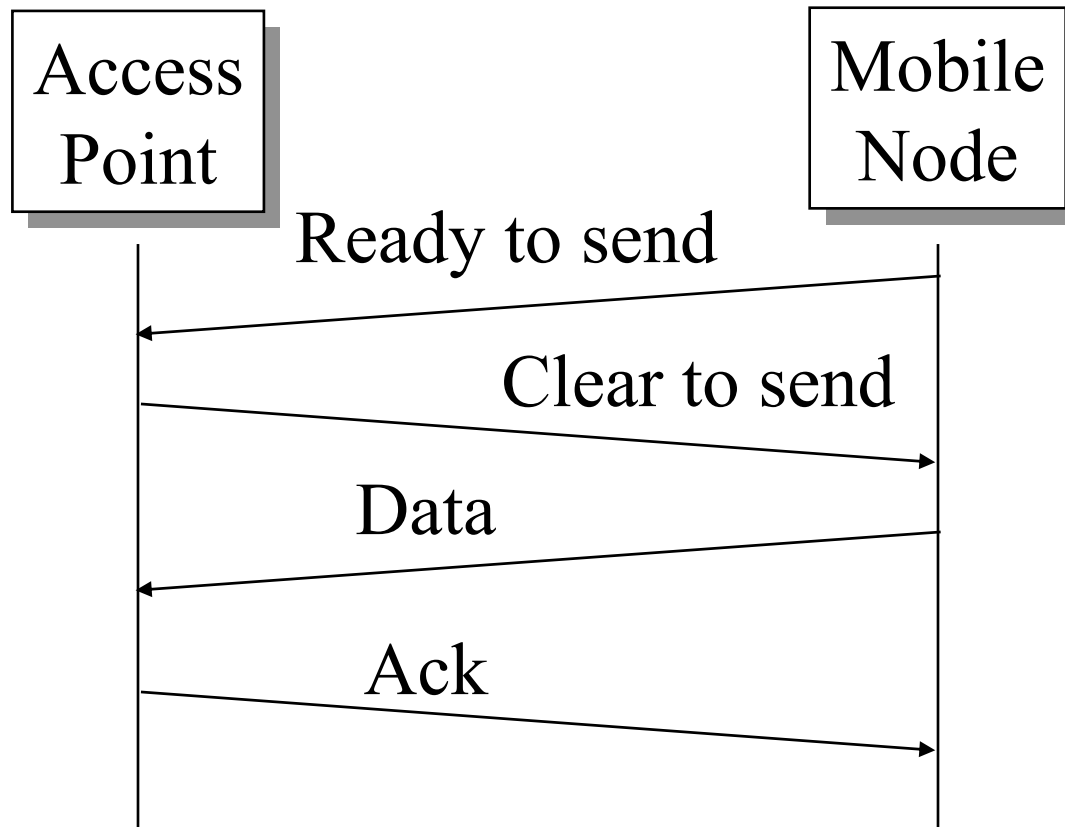 Access
Point
Mobile
Node
Ready to send
Clear to send
Data
Ack